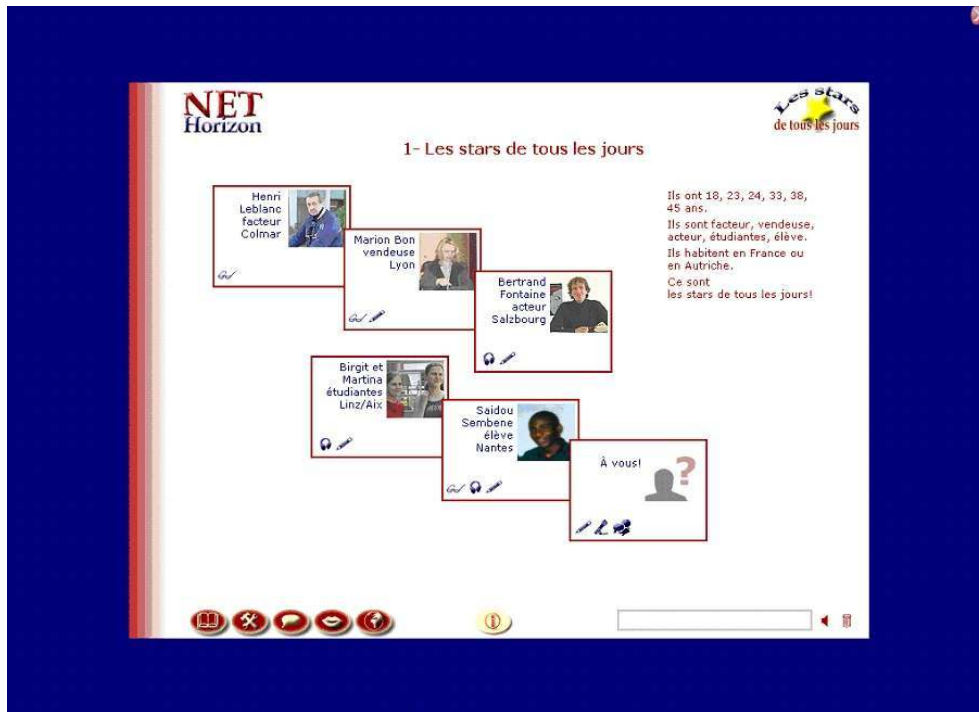 NET
Horizon
Les stars
de tous les jours
1- Les stars de tous les jours
Henri
Leblanc
facteur
Colmar
Marion Bon
vendeuse
Lyon
Bertrand
Fontaine
acteur
Salzbourg
Birgit et
Martina
étudiantes
Linz/Aix
Saidou
Sembene
élève
Nantes
À vous!
?
Ils ont 18, 23, 24, 33, 38,
45 ans.
Ils sont facteur, vendeuse,
acteur, étudiantes, élève.
Ils habitent en France ou
en Autriche.
Ce sont
les stars de tous les jours!
i